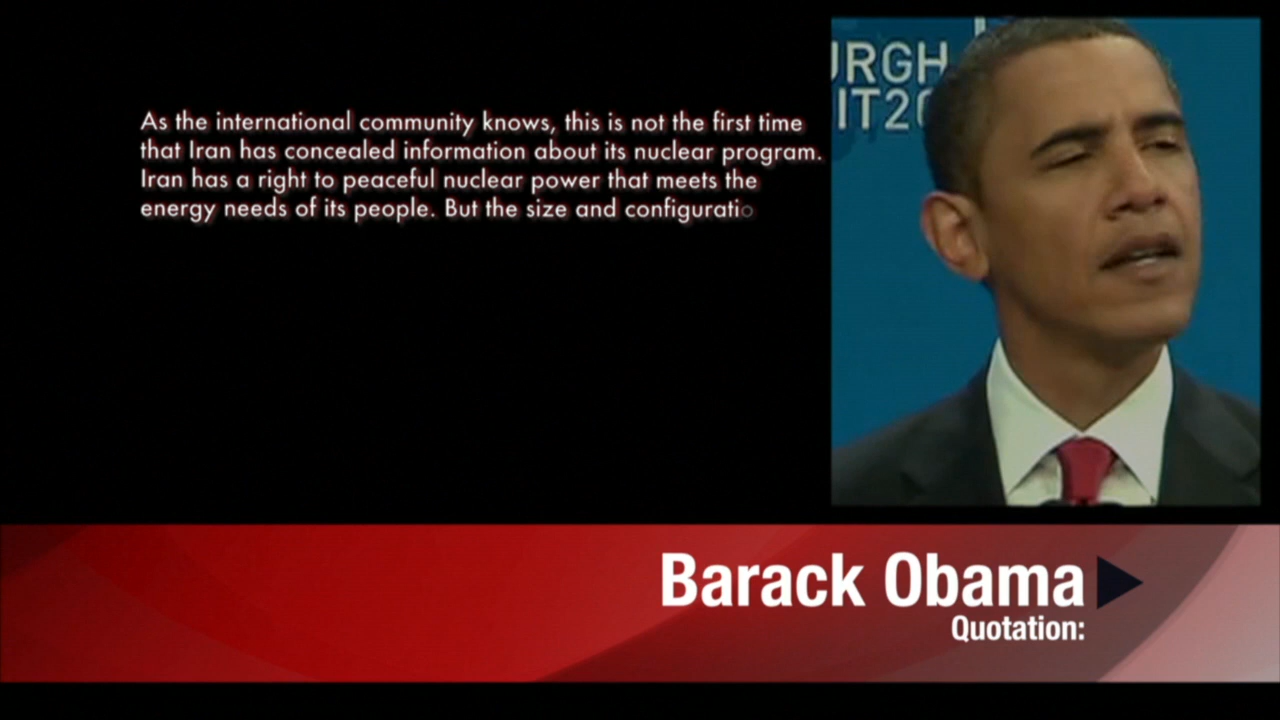 As the international community knows, this is not the first time
that Iran has concealed information about its nuclear program.
Iran has a right to peaceful nuclear power that meets the
energy needs of its people. But the size and configuratio
URGH
IT20
Barack Obama
Quotation: